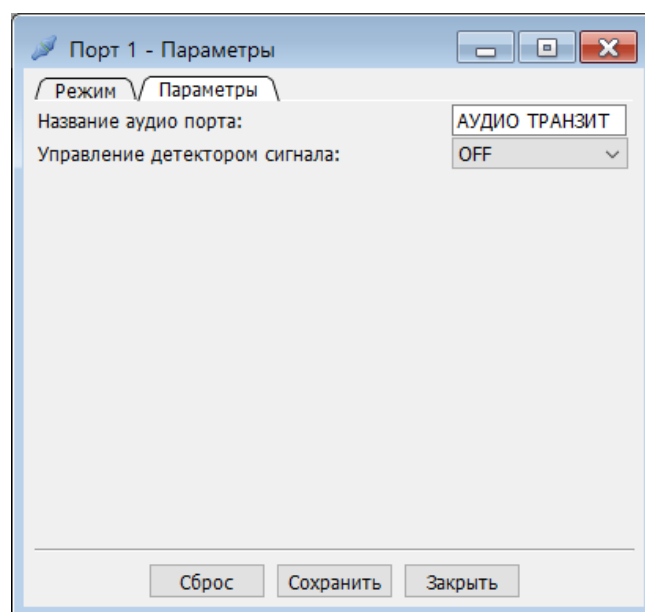 Порт 1 - Параметры
Режим Параметры
Название аудио порта: АУДИО ТРАНЗИТ
Управление детектором сигнала: OFF
Сброс Сохранить Закрыть